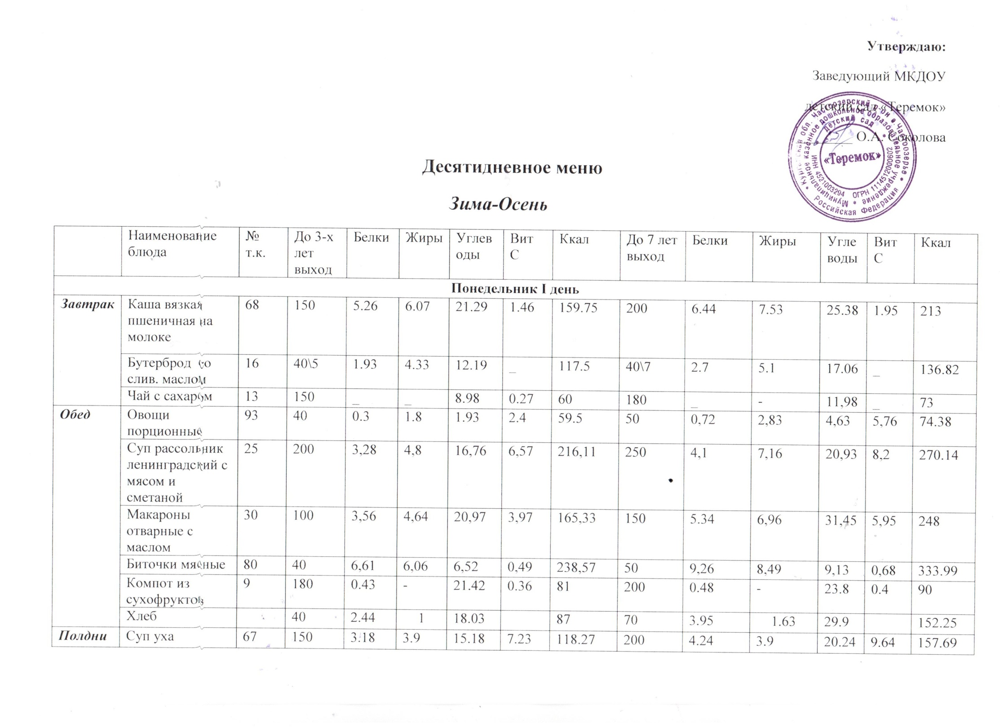 Утверждаю:
Заведующий МКДОУ
детский сад «Теремок»
О.А. Соколова
* Курганская обл. Частоозерский р-он с. Частоозерье * Российская Федерация
* Муниципальное казённое дошкольное образовательное учреждение
* детский сад *
ИНН 4521003294 ОГРН 1114512000602
«Теремок»
Десятидневное меню
Зима-Осень
Наименование блюда № т.к. До 3-х лет выход Белки Жиры Углеводы Вит С Ккал До 7 лет выход Белки Жиры Углеводы Вит С Ккал
Понедельник I день
Завтрак Каша вязкая пшеничная на молоке 68 150 5.26 6.07 21.29 1.46 159.75 200 6.44 7.53 25.38 1.95 213
Бутерброд со слив. маслом 16 40\5 1.93 4.33 12.19 _ 117.5 40\7 2.7 5.1 17.06 _ 136.82
Чай с сахаром 13 150 _ _ 8.98 0.27 60 180 _ - 11,98 _ 73
Обед Овощи порционные 93 40 0.3 1.8 1.93 2.4 59.5 50 0,72 2,83 4,63 5,76 74.38
Суп рассольник ленинградский с мясом и сметаной 25 200 3,28 4,8 16,76 6,57 216,11 250 4,1 7,16 20,93 8,2 270.14
Макароны отварные с маслом 30 100 3,56 4,64 20,97 3,97 165,33 150 5.34 6,96 31,45 5,95 248
Биточки мясные 80 40 6,61 6,06 6,52 0,49 238,57 50 9,26 8,49 9,13 0,68 333.99
Компот из сухофруктов 9 180 0.43 - 21.42 0.36 81 200 0.48 - 23.8 0.4 90
Хлеб 40 2.44 1 18.03 87 70 3.95 1.63 29.9 152.25
Полдни Суп уха 67 150 3.18 3.9 15.18 7.23 118.27 200 4.24 3.9 20.24 9.64 157.69